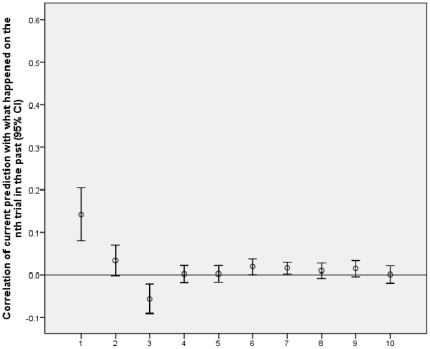 Correlation of current prediction with what happened on the
nth trial in the past (95% CI)
0.6
0.5
0.4
0.3
0.2
0.1
0.0
-0.1
1 2 3 4 5 6 7 8 9 10